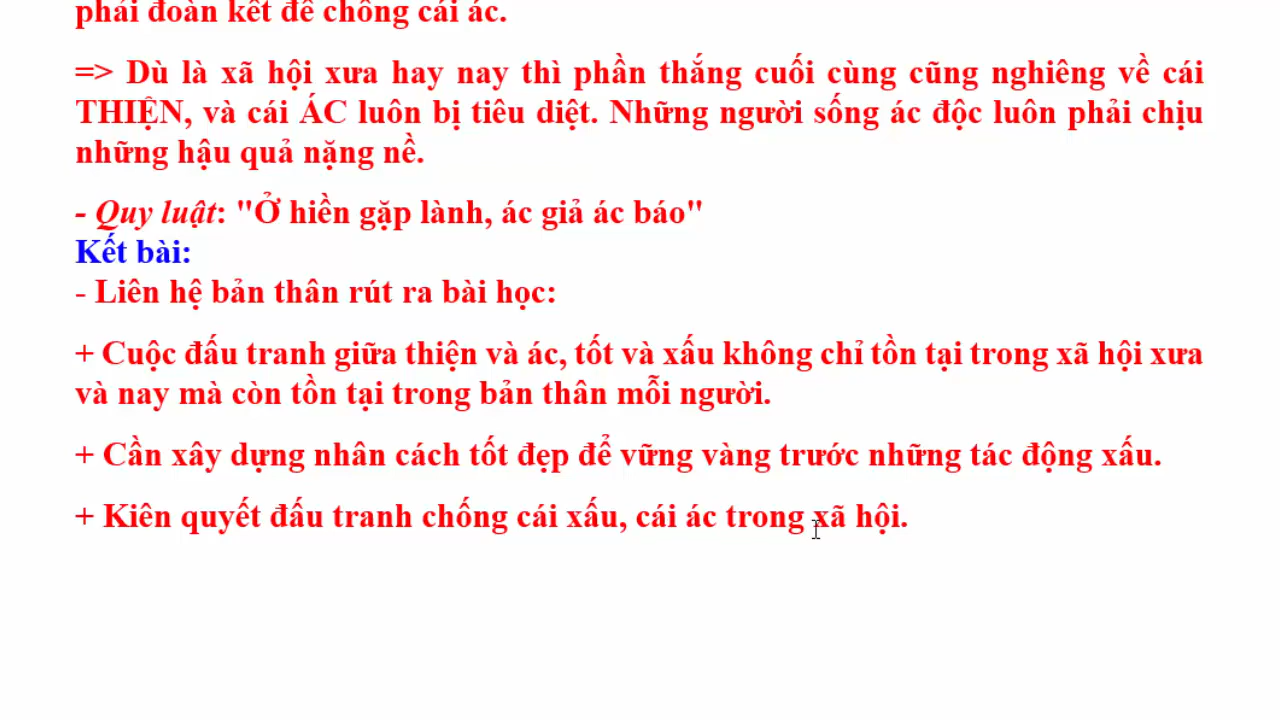 phải đoàn kết để chống cái ác.
=> Dù là xã hội xưa hay nay thì phần thắng cuối cùng cũng nghiêng về cái
THIỆN, và cái ÁC luôn bị tiêu diệt. Những người sống ác độc luôn phải chịu
những hậu quả nặng nề.
- Quy luật: "Ở hiền gặp lành, ác giả ác báo"
Kết bài:
- Liên hệ bản thân rút ra bài học:
+ Cuộc đấu tranh giữa thiện và ác, tốt và xấu không chỉ tồn tại trong xã hội xưa
và nay mà còn tồn tại trong bản thân mỗi người.
+ Cần xây dựng nhân cách tốt đẹp để vững vàng trước những tác động xấu.
+ Kiên quyết đấu tranh chống cái xấu, cái ác trong xã hội.